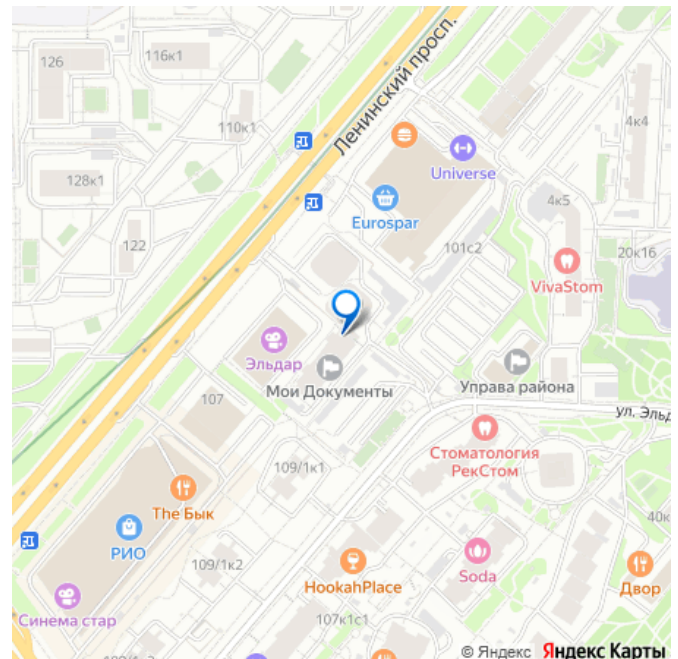 126
116к1
Ленинский просп.
110к1
Universe
4к4
128к1
Eurospar
4к5
122
101с2
20к16
VivaStom
Эльдар
Мои Документы
Управа района
107
ул. Эльд
Стоматология
РекСтом
109/1к1
The Бык
РИО
40к
109/1к2
HookahPlace
Soda
Двор
Синема стар
107к1с1
© Яндекс Яндекс Карты